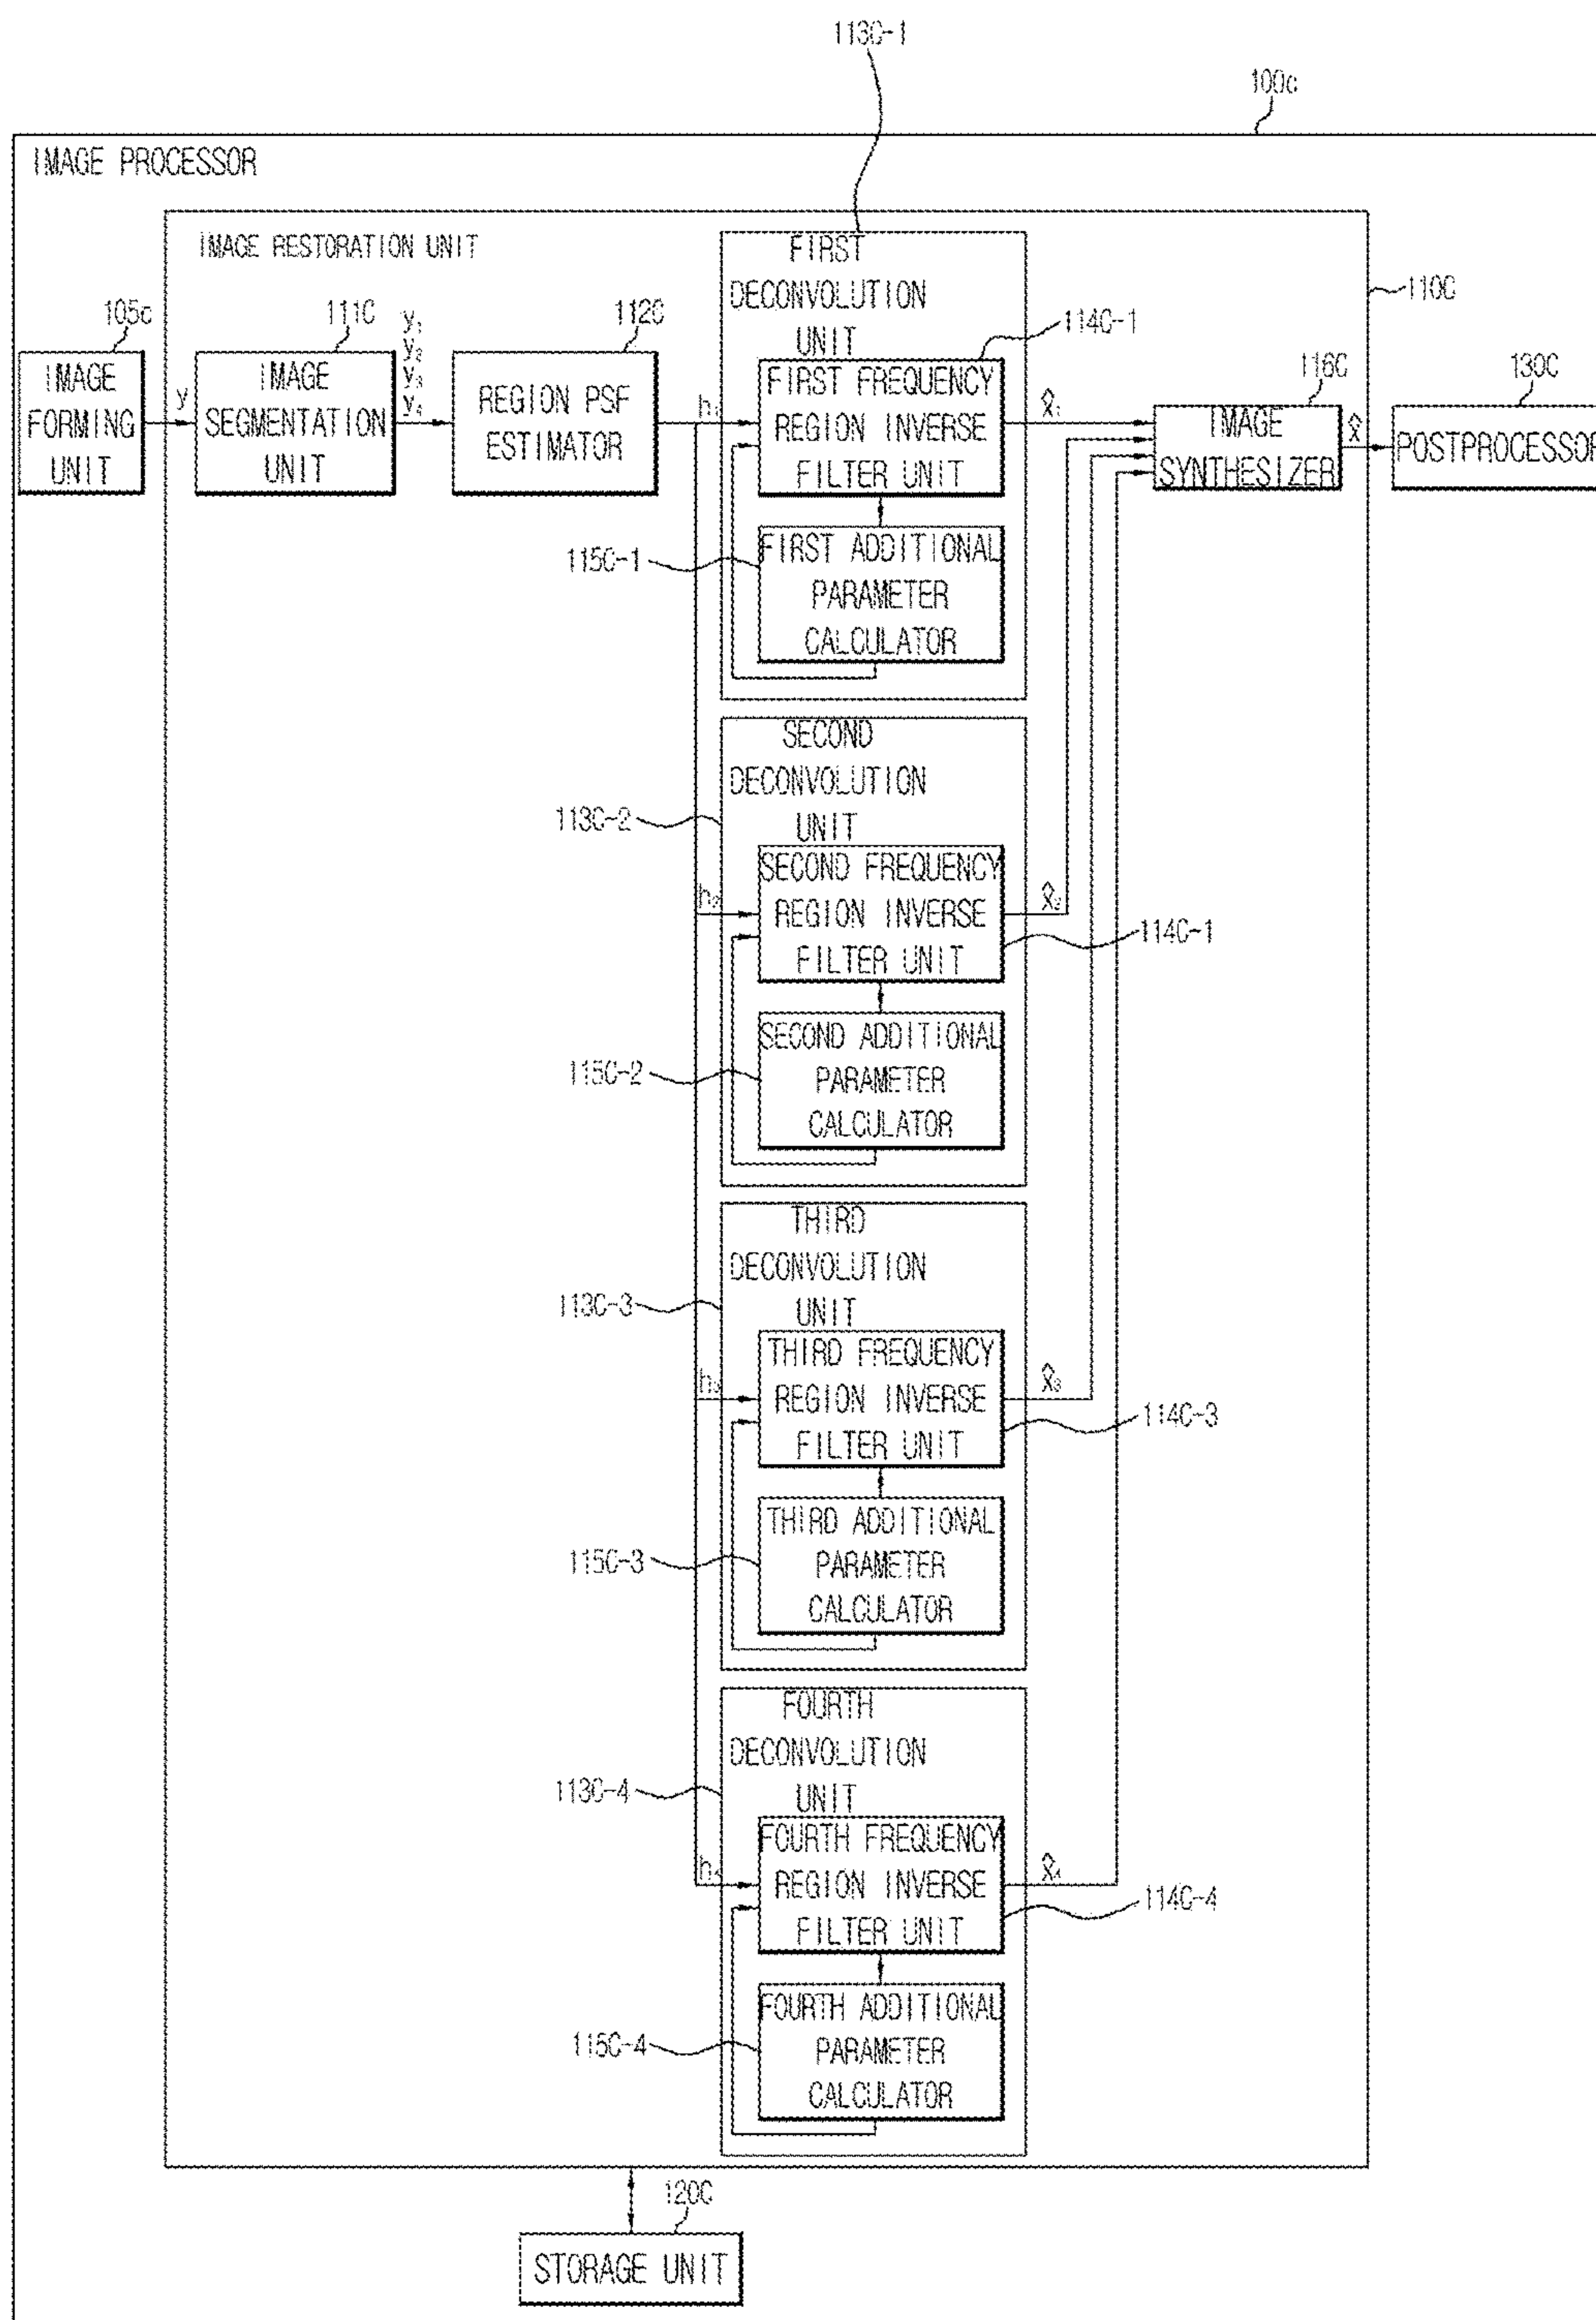 113C-1
100c
IMAGE PROCESSOR
IMAGE RESTORATION UNIT
110C
105c
IMAGE
FORMING
UNIT
y
111C
IMAGE
SEGMENTATION
UNIT
y₁
y₂
y₃
y₄
112C
REGION PSF
ESTIMATOR
FIRST
DECONVOLUTION
UNIT
114C-1
h₁
FIRST FREQUENCY
REGION INVERSE
FILTER UNIT
x̂₁
115C-1
FIRST ADDITIONAL
PARAMETER
CALCULATOR
116C
IMAGE
SYNTHESIZER
x̂
130C
POSTPROCESSOR
SECOND
DECONVOLUTION
UNIT
113C-2
h₂
SECOND FREQUENCY
REGION INVERSE
FILTER UNIT
x̂₂
114C-1
115C-2
SECOND ADDITIONAL
PARAMETER
CALCULATOR
THIRD
DECONVOLUTION
UNIT
113C-3
h₃
THIRD FREQUENCY
REGION INVERSE
FILTER UNIT
x̂₃
114C-3
115C-3
THIRD ADDITIONAL
PARAMETER
CALCULATOR
FOURTH
DECONVOLUTION
UNIT
113C-4
h₄
FOURTH FREQUENCY
REGION INVERSE
FILTER UNIT
x̂₄
114C-4
115C-4
FOURTH ADDITIONAL
PARAMETER
CALCULATOR
120C
STORAGE UNIT